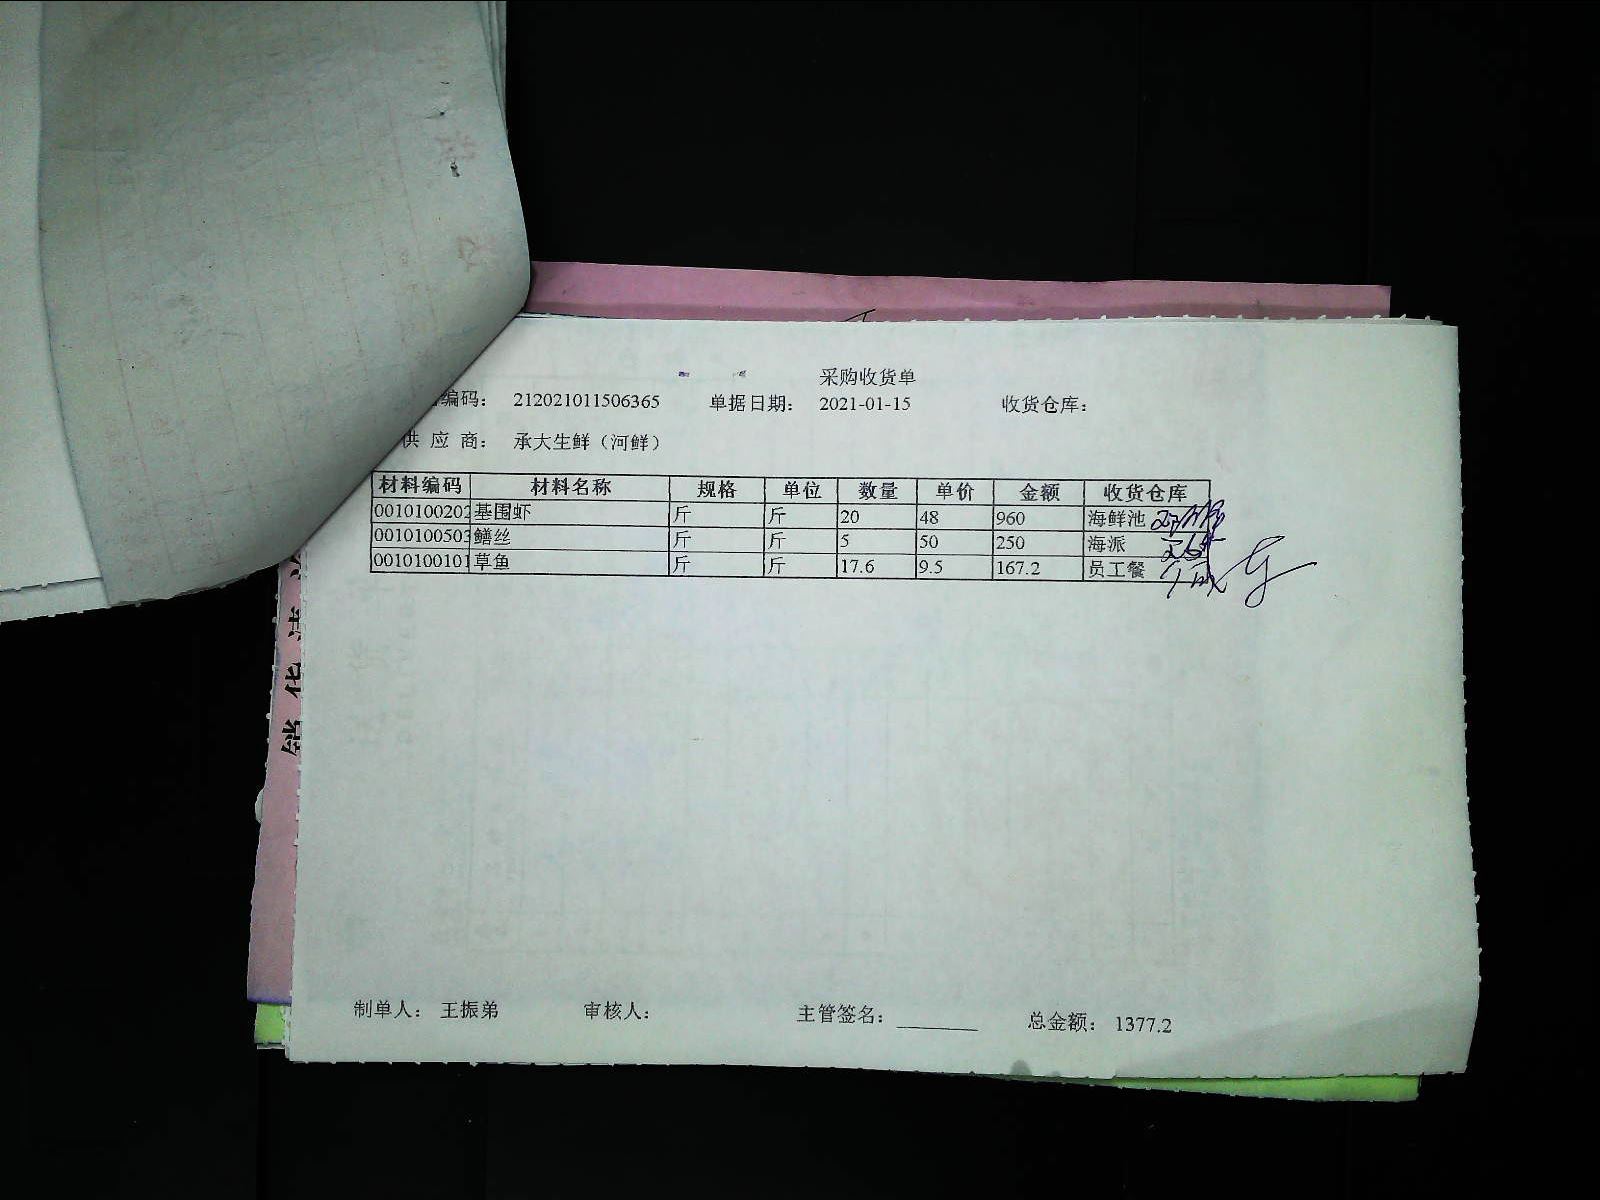 采购收货单
编码: 212021011506365 单据日期: 2021-01-15 收货仓库:
供 应 商: 承大生鲜（河鲜）
材料编码 材料名称 规格 单位 数量 单价 金额 收货仓库
0010100202 基围虾 斤 斤 20 48 960 海鲜池
0010100503 鳝丝 斤 斤 5 50 250 海派
0010100101 草鱼 斤 斤 17.6 9.5 167.2 员工餐
制单人: 王振弟 审核人: 主管签名: ________ 总金额: 1377.2